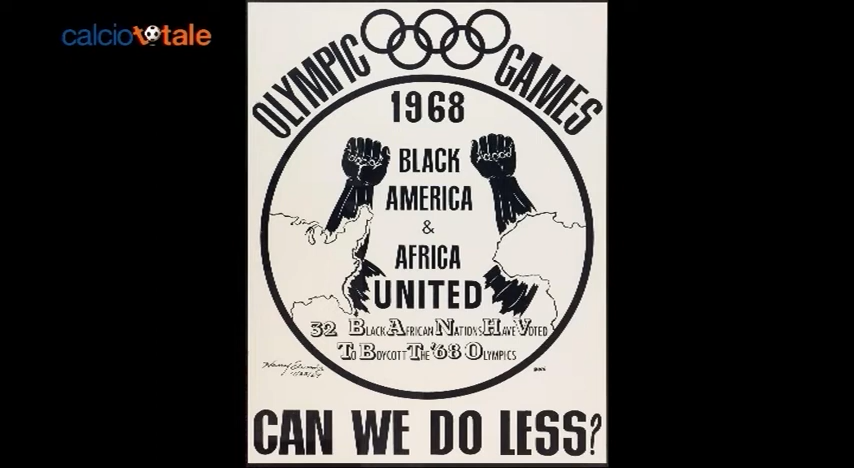 calciototale
OLYMPIC GAMES
1968
BLACK
AMERICA
&
AFRICA
UNITED
32 BLACK AFRICAN NATIONS HAVE VOTED
TO BOYCOTT THE '68 OLYMPICS
CAN WE DO LESS?